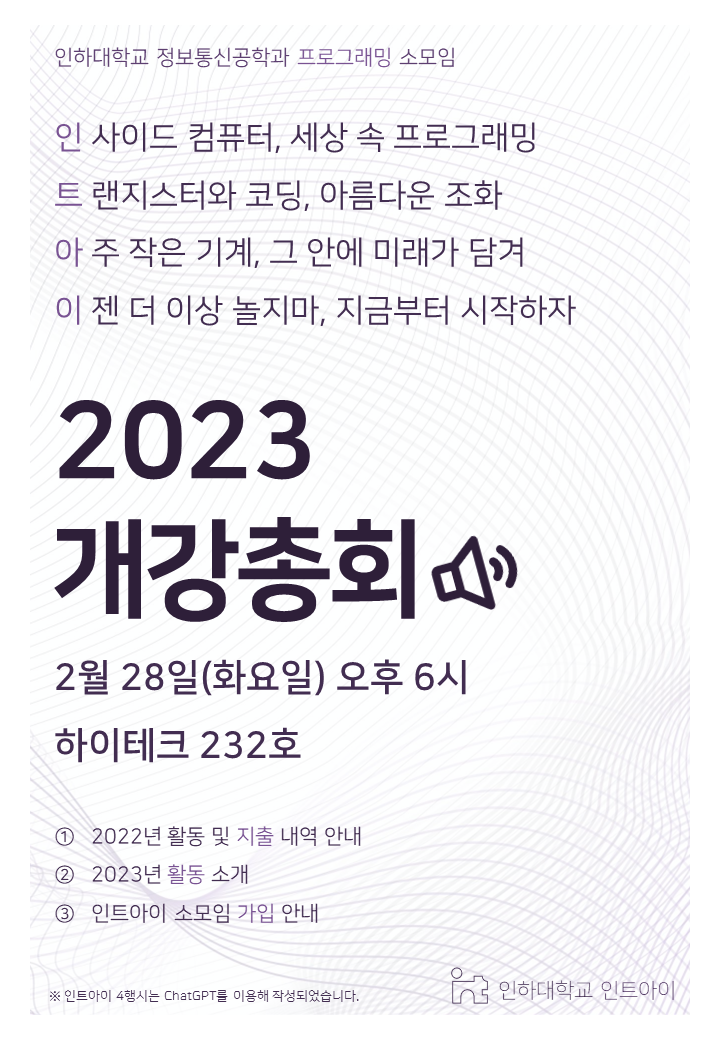 인하대학교 정보통신공학과 프로그래밍 소모임
인 사이드 컴퓨터, 세상 속 프로그래밍
트 랜지스터와 코딩, 아름다운 조화
아 주 작은 기계, 그 안에 미래가 담겨
이 젠 더 이상 놀지마, 지금부터 시작하자
2023
개강총회
2월 28일(화요일) 오후 6시
하이테크 232호
① 2022년 활동 및 지출 내역 안내
② 2023년 활동 소개
③ 인트아이 소모임 가입 안내
※ 인트아이 4행시는 ChatGPT를 이용해 작성되었습니다.
인하대학교 인트아이